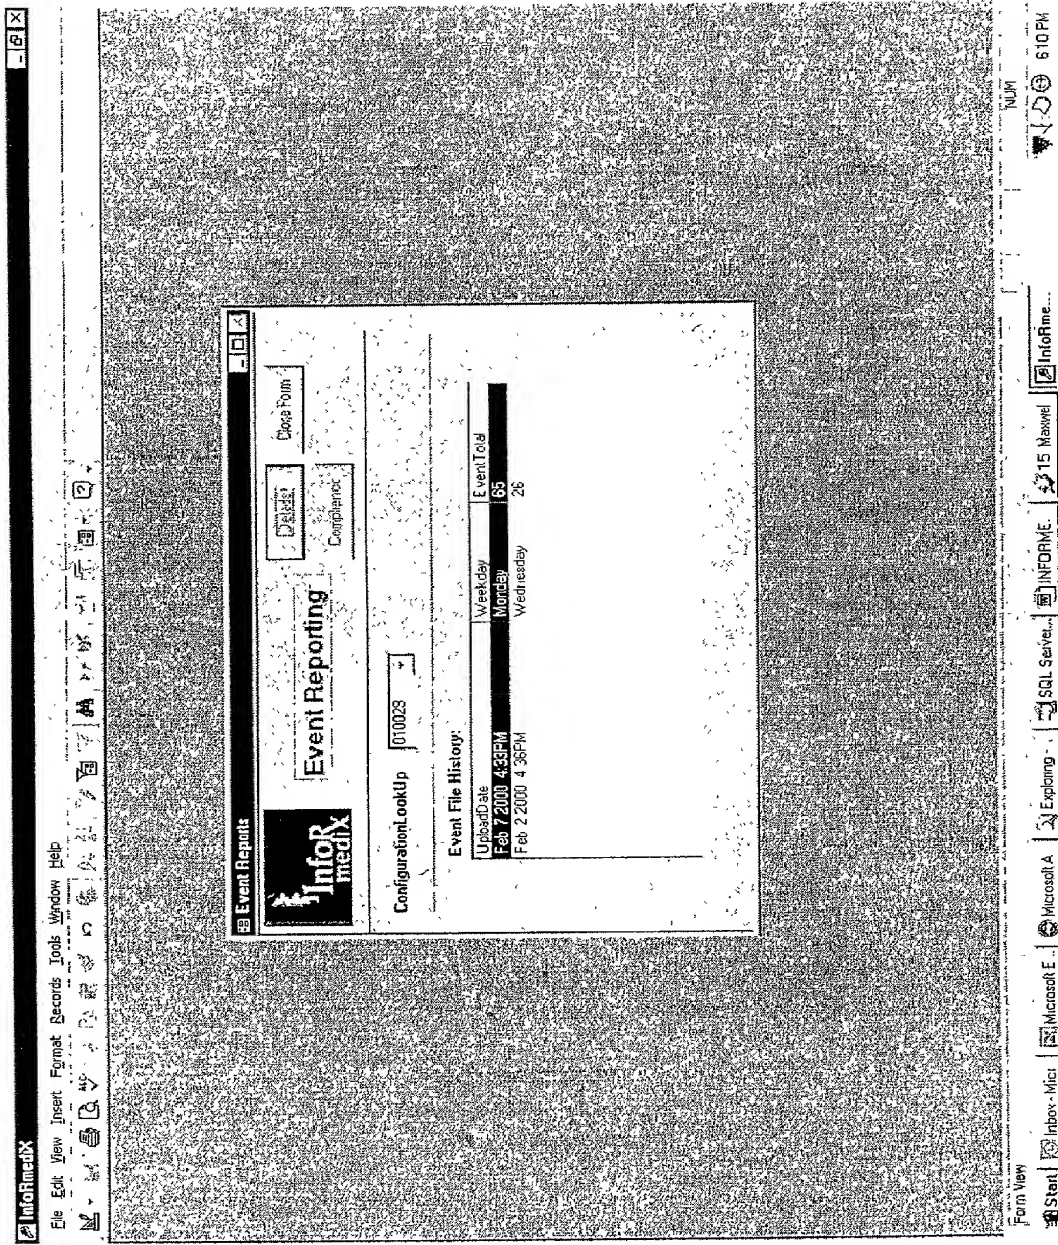 InfoRmediX
File Edit View Insert Format Records Tools Window Help
Event Reports
InfoR
mediX
Event Reporting
Close Form
ConfigurationLookUp 010029
Event File History:
UploadDate Weekday EventTotal
Feb 7 2000 4:33PM Monday 65
Feb 2 2000 4:36PM Wednesday 26
Form View
NUM
Start Inbox - Micr Microsoft E... Microsoft A Exploring - SQL Server... INFORME. 15 Maxwel InfoRme...
6:10 PM